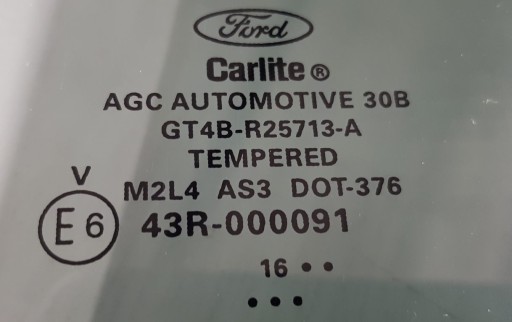 Ford
Carlite®
AGC AUTOMOTIVE 30B
GT4B-R25713-A
TEMPERED
V
M2L4 AS3 DOT-376
E6 43R-000091
16 • •
• • •